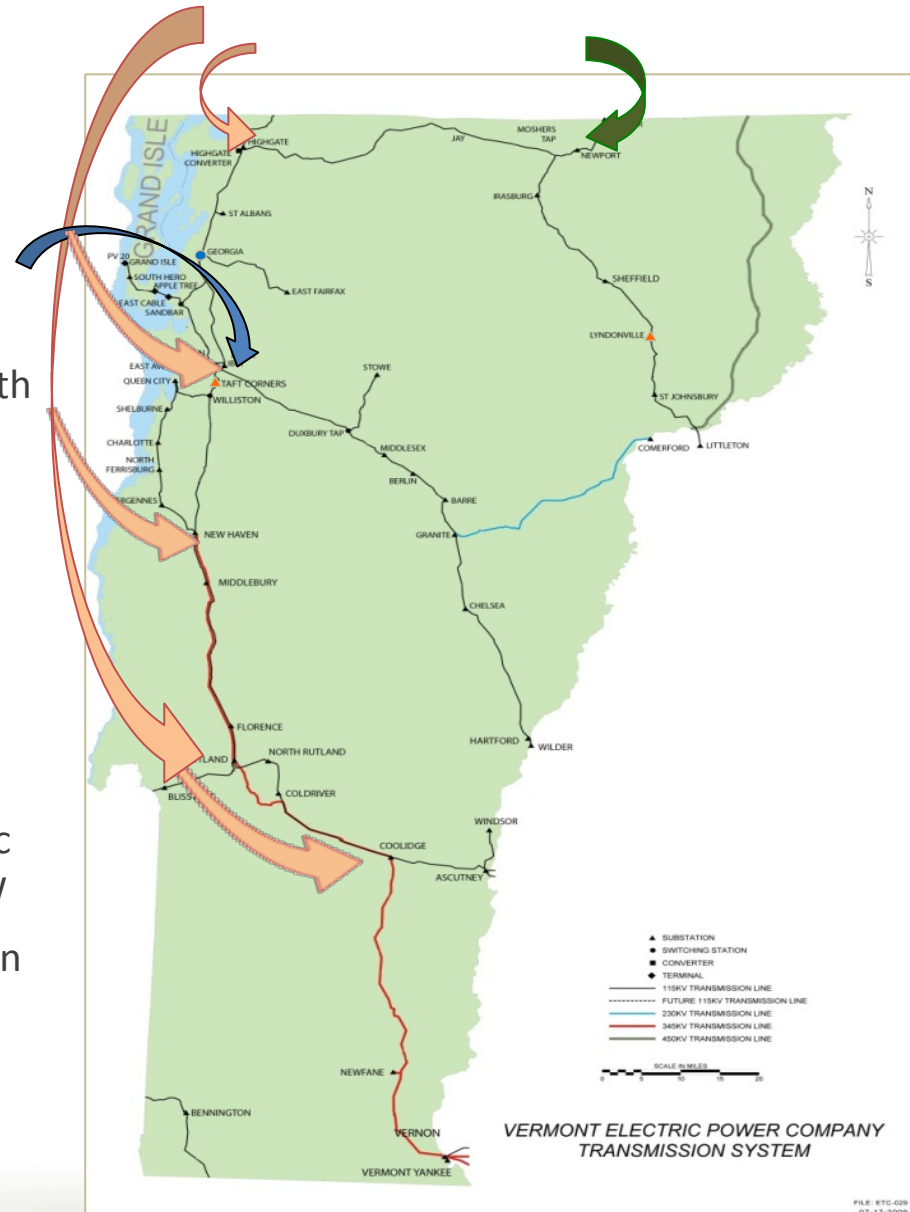 GRAND ISLE
HIGHGATE
HIGHGATE
CONVERTER
JAY
MOSHERS
TAP
NEWPORT
IRASBURG
ST ALBANS
GEORGIA
PV 20
GRAND ISLE
SOUTH HERO
APPLE TREE
EAST CABLE
SANDBAR
EAST FAIRFAX
SHEFFIELD
LYNDONVILLE
th
QUEEN CITY
TAFT CORNERS
WILLISTON
STOWE
ST JOHNSBURY
SHELBURNE
DUXBURY TAP
CHARLOTTE
MIDDLESEX
COMERFORD
LITTLETON
NORTH
FERRISBURG
BERLIN
BARRE
NEW HAVEN
GRANITE
MIDDLEBURY
CHELSEA
FLORENCE
HARTFORD
WILDER
NORTH RUTLAND
COLDRIVER
WINDSOR
c
COOLIDGE
ASCUTNEY
n
N
S
SUBSTATION
SWITCHING STATION
CONVERTER
TERMINAL
115KV TRANSMISSION LINE
FUTURE 115KV TRANSMISSION LINE
230KV TRANSMISSION LINE
345KV TRANSMISSION LINE
450KV TRANSMISSION LINE
SCALE IN MILES
0 5 10 15 20
NEWFANE
BENNINGTON
VERNON
VERMONT YANKEE
VERMONT ELECTRIC POWER COMPANY
TRANSMISSION SYSTEM
FILE: ETC-029
07-17-2009